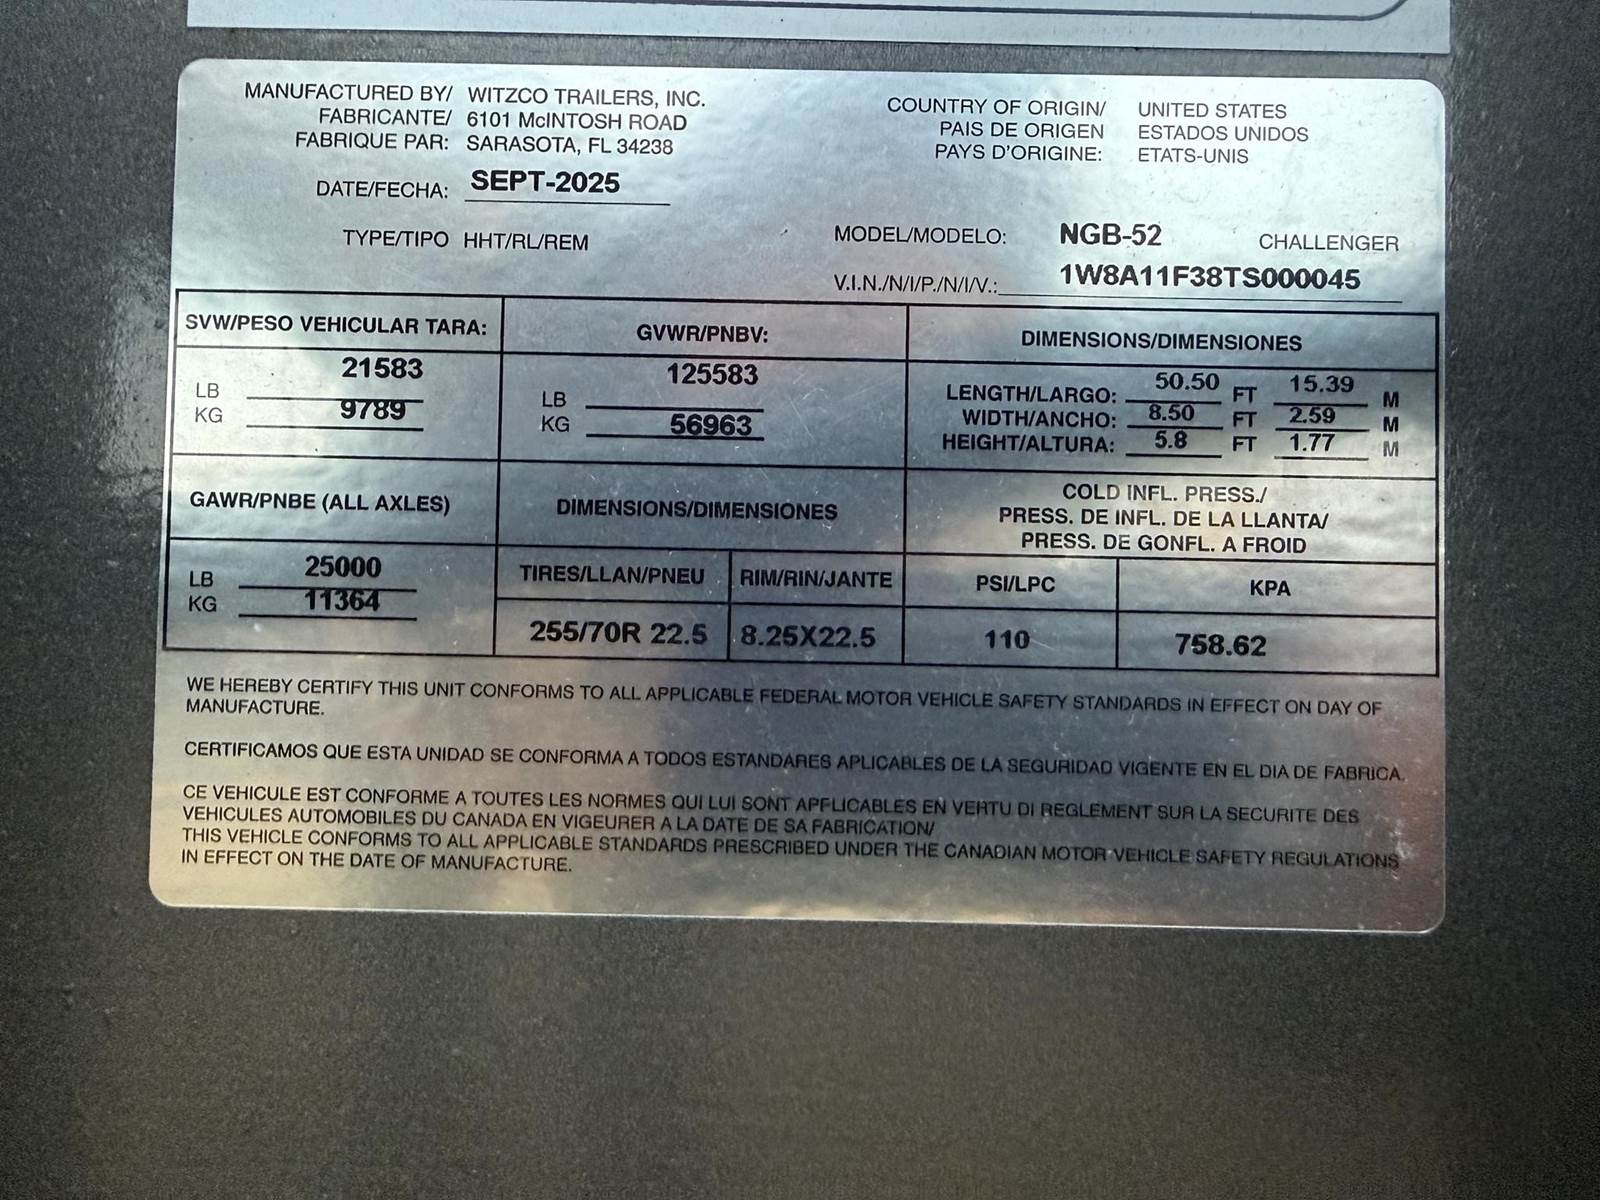 MANUFACTURED BY/ WITZCO TRAILERS, INC.
FABRICANTE/ 6101 McINTOSH ROAD
FABRIQUE PAR: SARASOTA, FL 34238
COUNTRY OF ORIGIN/ UNITED STATES
PAIS DE ORIGEN ESTADOS UNIDOS
PAYS D'ORIGINE: ETATS-UNIS
DATE/FECHA: SEPT-2025
TYPE/TIPO HHT/RL/REM
MODEL/MODELO: NGB-52 CHALLENGER
V.I.N./N/I/P./N/I/V.: 1W8A11F38TS000045
SVW/PESO VEHICULAR TARA:
LB 21583
KG 9789
GVWR/PNBV:
LB 125583
KG 56963
DIMENSIONS/DIMENSIONES
LENGTH/LARGO: 50.50 FT 15.39 M
WIDTH/ANCHO: 8.50 FT 2.59 M
HEIGHT/ALTURA: 5.8 FT 1.77 M
GAWR/PNBE (ALL AXLES)
LB 25000
KG 11364
DIMENSIONS/DIMENSIONES
TIRES/LLAN/PNEU RIM/RIN/JANTE
255/70R 22.5 8.25X22.5
COLD INFL. PRESS./
PRESS. DE INFL. DE LA LLANTA/
PRESS. DE GONFL. A FROID
PSI/LPC KPA
110 758.62
WE HEREBY CERTIFY THIS UNIT CONFORMS TO ALL APPLICABLE FEDERAL MOTOR VEHICLE SAFETY STANDARDS IN EFFECT ON DAY OF
MANUFACTURE.
CERTIFICAMOS QUE ESTA UNIDAD SE CONFORMA A TODOS ESTANDARES APLICABLES DE LA SEGURIDAD VIGENTE EN EL DIA DE FABRICA.
CE VEHICULE EST CONFORME A TOUTES LES NORMES QUI LUI SONT APPLICABLES EN VERTU DI REGLEMENT SUR LA SECURITE DES
VEHICULES AUTOMOBILES DU CANADA EN VIGEURER A LA DATE DE SA FABRICATION/
THIS VEHICLE CONFORMS TO ALL APPLICABLE STANDARDS PRESCRIBED UNDER THE CANADIAN MOTOR VEHICLE SAFETY REGULATIONS
IN EFFECT ON THE DATE OF MANUFACTURE.